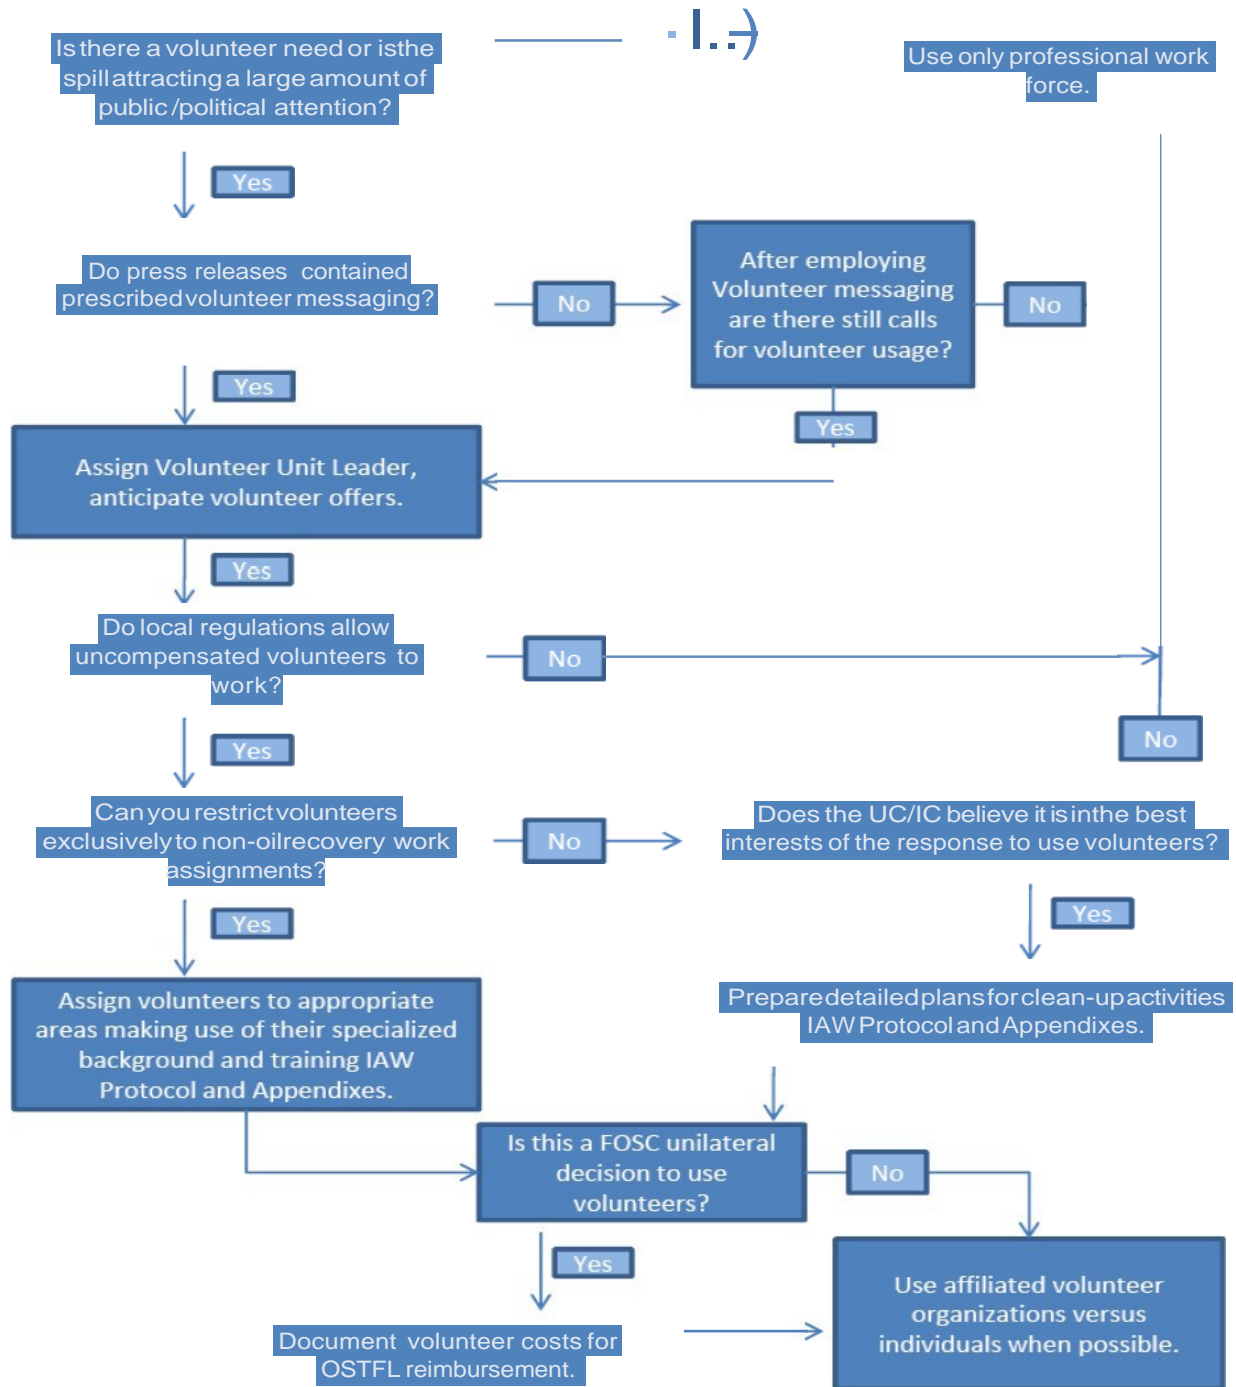 Is there a volunteer need or isthe
spill attracting a large amount of
public /political attention?
Use only professional work
force.
Yes
Do press releases contained
prescribed volunteer messaging?
No
After employing
Volunteer messaging
are there still calls
for volunteer usage?
No
Yes
Yes
Assign Volunteer Unit Leader,
anticipate volunteer offers.
Yes
Do local regulations allow
uncompensated volunteers to
work?
No
No
Yes
Can you restrict volunteers
exclusively to non-oilrecovery work
assignments?
No
Does the UC/IC believe it is inthe best
interests of the response to use volunteers?
Yes
Yes
Assign volunteers to appropriate
areas making use of their specialized
background and training IAW
Protocol and Appendixes.
Prepare detailed plans for clean-up activities
IAW Protocol and Appendixes.
Is this a FOSC unilateral
decision to use
volunteers?
No
Yes
Use affiliated volunteer
organizations versus
individuals when possible.
Document volunteer costs for
OSTFL reimbursement.